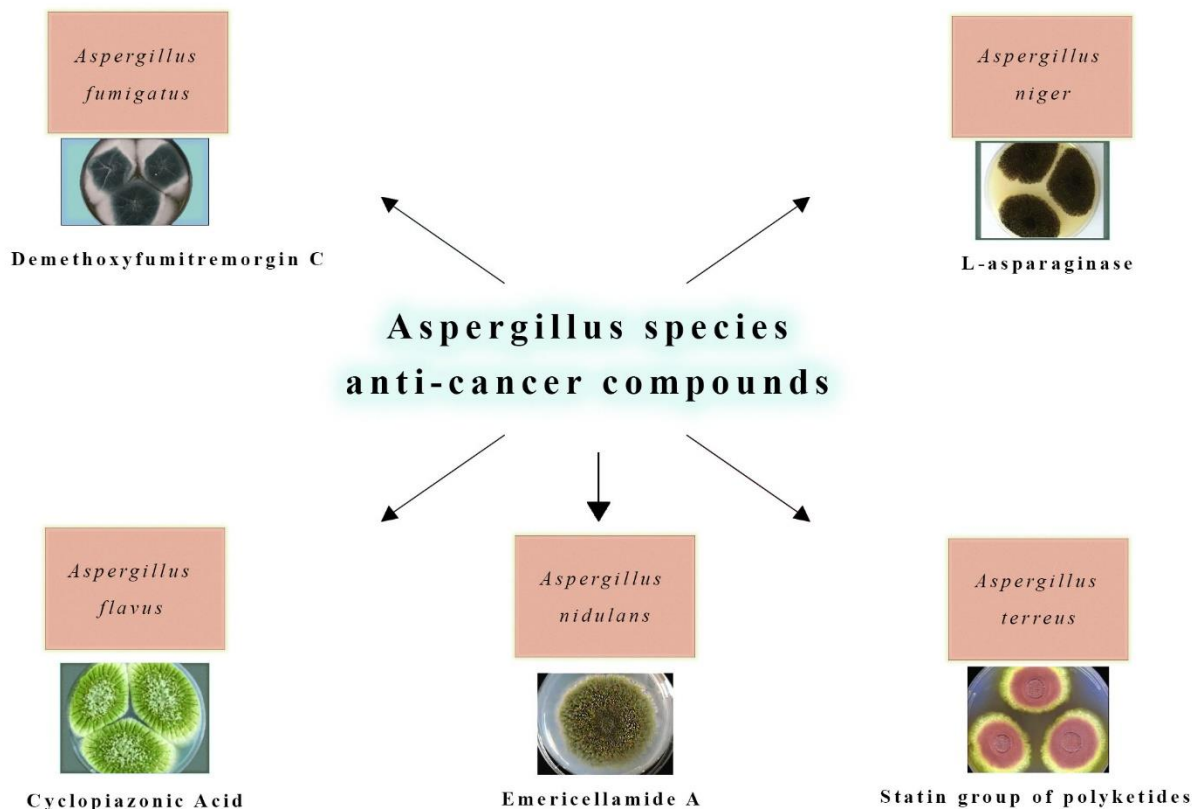 Aspergillus
fumigatus
Demethoxyfumitremorgin C
Aspergillus
niger
L-asparaginase
Aspergillus species
anti-cancer compounds
Aspergillus
flavus
Cyclopiazonic Acid
Aspergillus
nidulans
Emericellamide A
Aspergillus
terreus
Statin group of polyketides